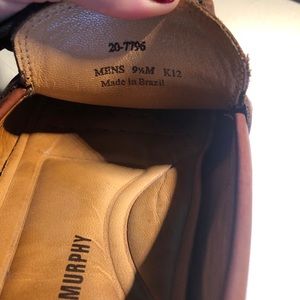 20-7796
MENS 9½M K12
Made in Brazil
MURPHY